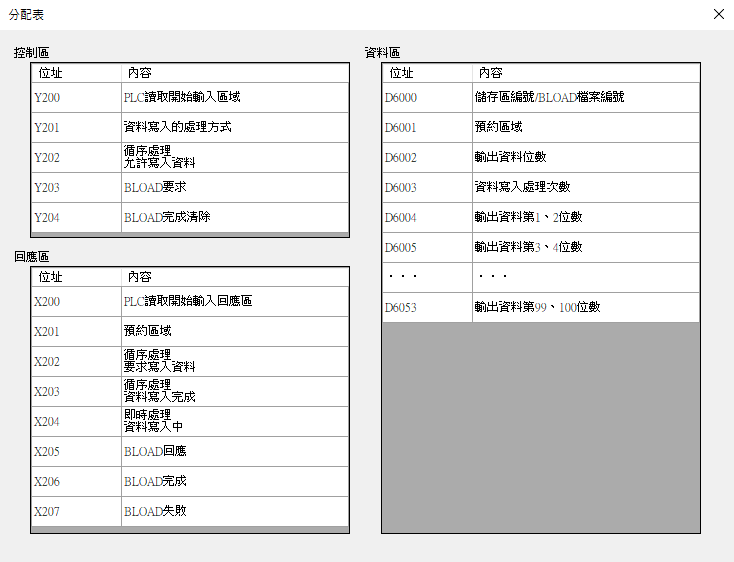 分配表
控制區
位址 內容
Y200 PLC讀取開始輸入區域
Y201 資料寫入的處理方式
Y202 循序處理
允許寫入資料
Y203 BLOAD要求
Y204 BLOAD完成清除
回應區
位址 內容
X200 PLC讀取開始輸入回應區
X201 預約區域
X202 循序處理
要求寫入資料
X203 循序處理
資料寫入完成
X204 即時處理
資料寫入中
X205 BLOAD回應
X206 BLOAD完成
X207 BLOAD失敗
資料區
位址 內容
D6000 儲存區編號/BLOAD檔案編號
D6001 預約區域
D6002 輸出資料位數
D6003 資料寫入處理次數
D6004 輸出資料第1、2位數
D6005 輸出資料第3、4位數
・・・ ・・・
D6053 輸出資料第99、100位數